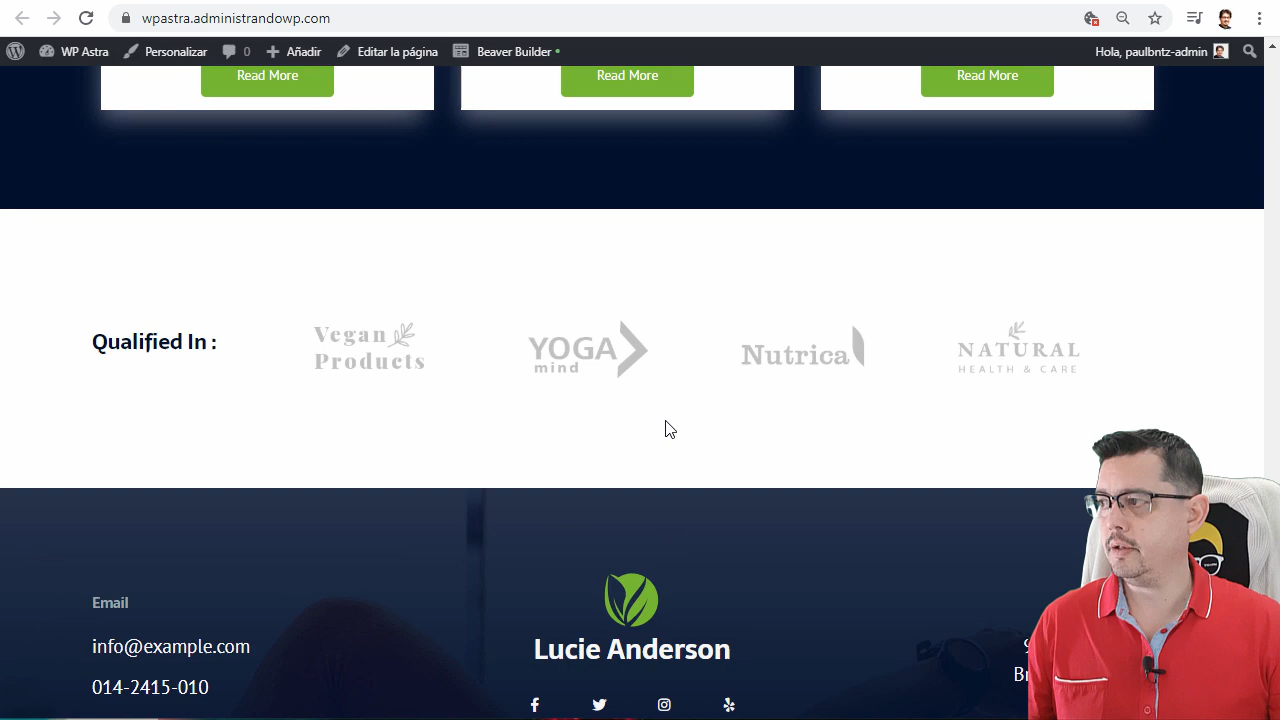 wpastra.administrandowp.com
WP Astra Personalizar 0 Añadir Editar la página Beaver Builder Hola, paulbntz-admin
Read More Read More Read More
Qualified In :
Vegan
Products
YOGA
mind
Nutrica
NATURAL
HEALTH & CARE
Email
info@example.com
014-2415-010
Lucie Anderson